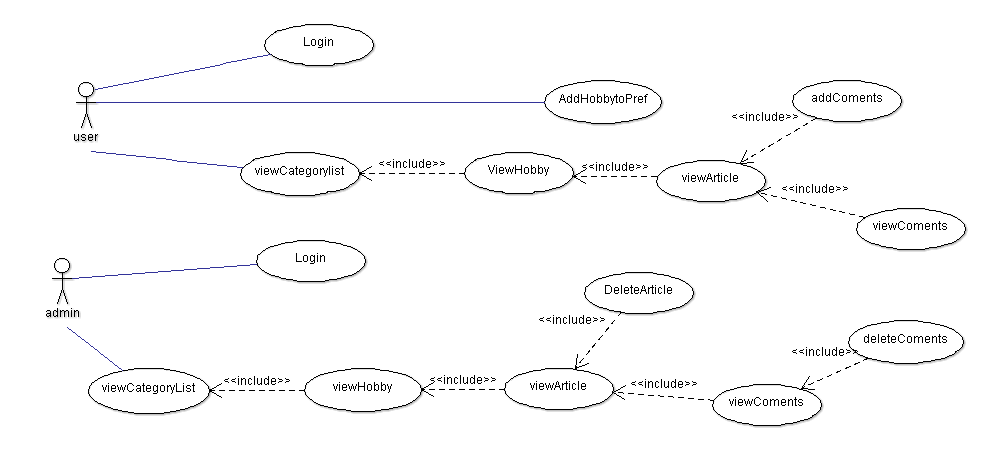 Login
AddHobbytoPref
addComents
<<include>>
user
viewCategorylist
<<include>>
ViewHobby
<<include>>
viewArticle
<<include>>
viewComents
Login
admin
DeleteArticle
<<include>>
deleteComents
<<include>>
viewCategoryList
<<include>>
viewHobby
<<include>>
viewArticle
<<include>>
viewComents